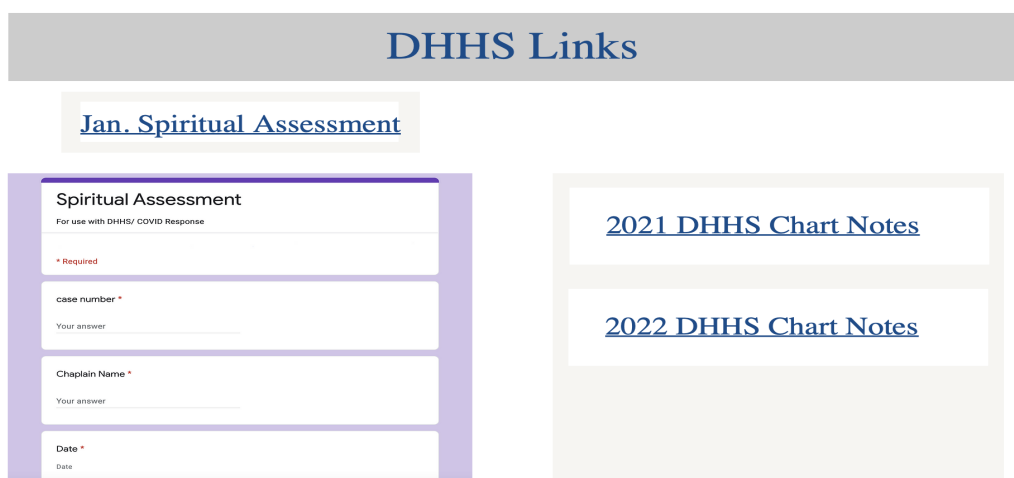 DHHS Links
Jan. Spiritual Assessment
Spiritual Assessment
For use with DHHS/ COVID Response
* Required
case number *
Your answer
Chaplain Name *
Your answer
Date *
Date
2021 DHHS Chart Notes
2022 DHHS Chart Notes